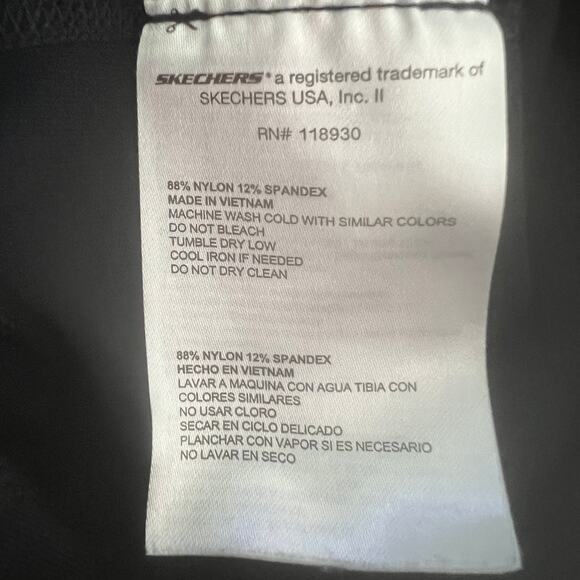 SKECHERS® a registered trademark of
SKECHERS USA, Inc. II
RN# 118930
88% NYLON 12% SPANDEX
MADE IN VIETNAM
MACHINE WASH COLD WITH SIMILAR COLORS
DO NOT BLEACH
TUMBLE DRY LOW
COOL IRON IF NEEDED
DO NOT DRY CLEAN
88% NYLON 12% SPANDEX
HECHO EN VIETNAM
LAVAR A MAQUINA CON AGUA TIBIA CON
COLORES SIMILARES
NO USAR CLORO
SECAR EN CICLO DELICADO
PLANCHAR CON VAPOR SI ES NECESARIO
NO LAVAR EN SECO